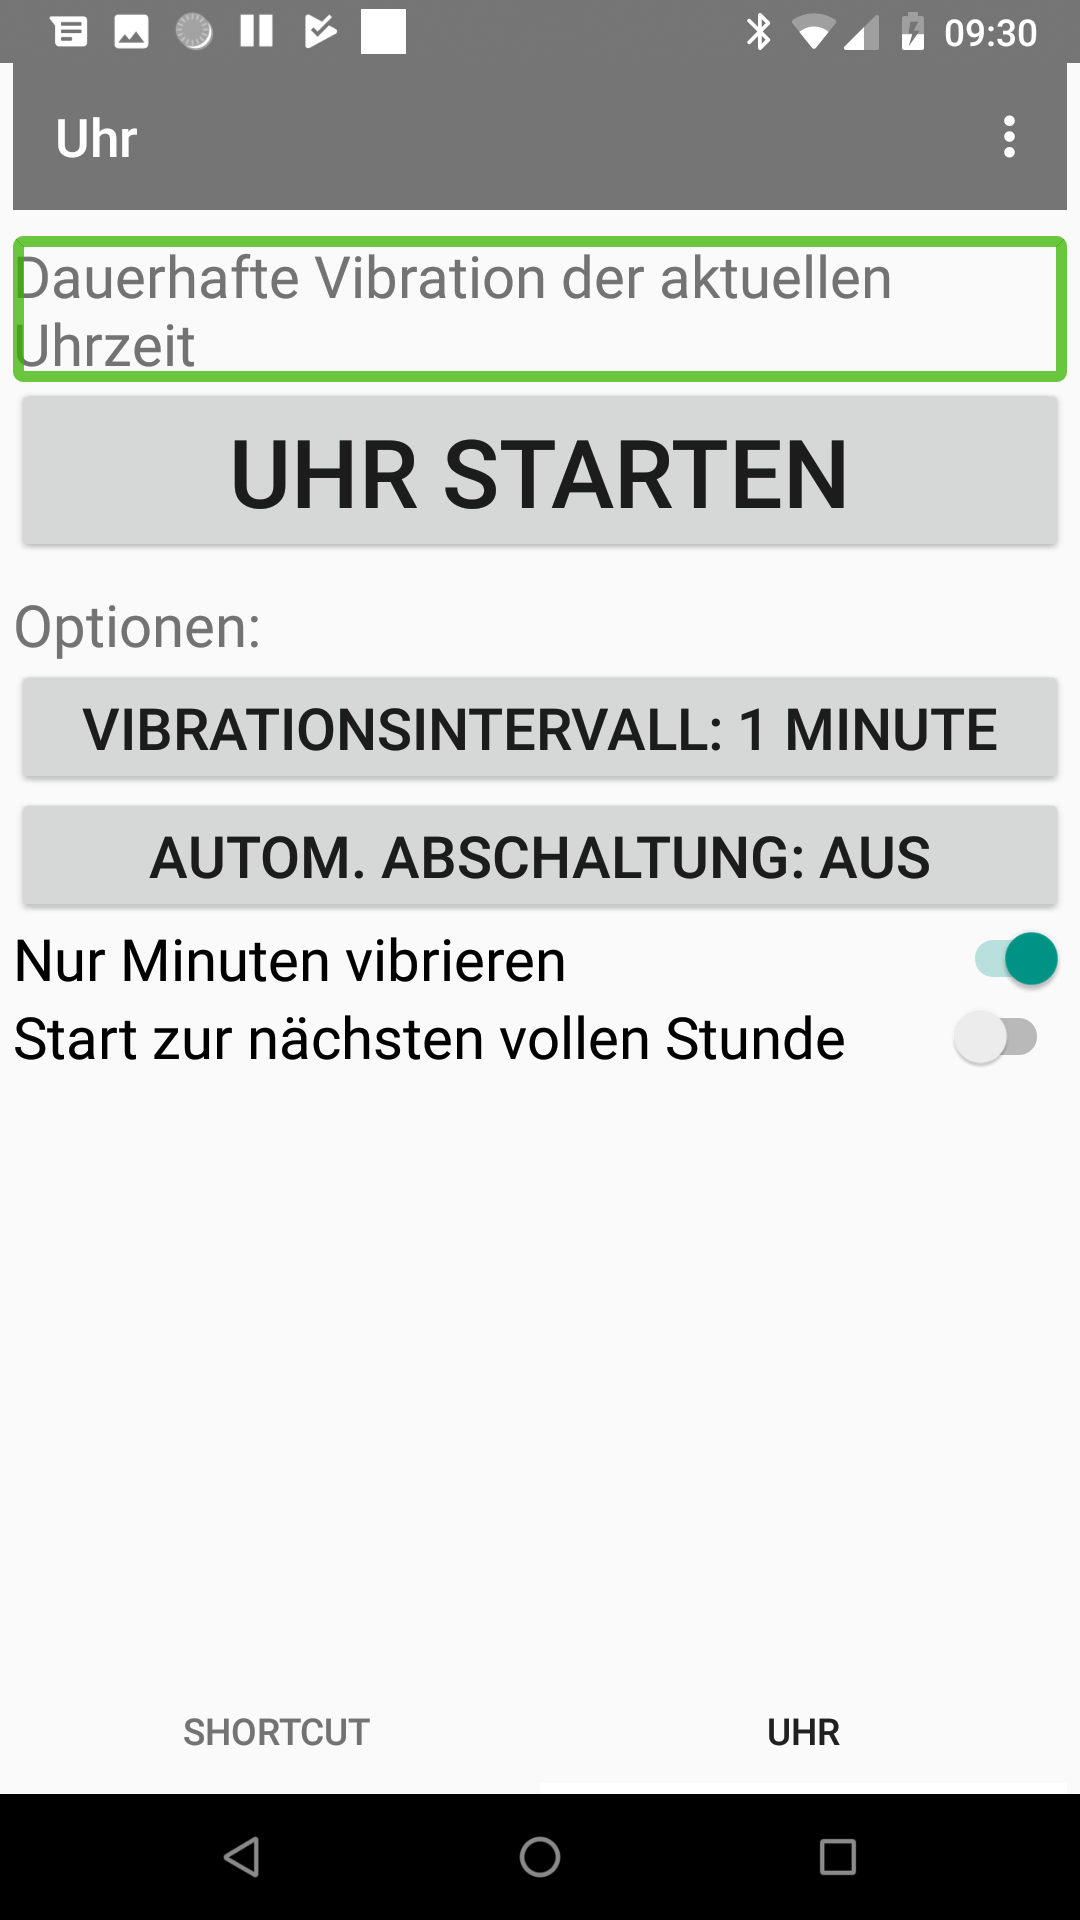 09:30
Uhr
Dauerhafte Vibration der aktuellen
Uhrzeit
UHR STARTEN
Optionen:
VIBRATIONSINTERVALL: 1 MINUTE
AUTOM. ABSCHALTUNG: AUS
Nur Minuten vibrieren
Start zur nächsten vollen Stunde
SHORTCUT
UHR